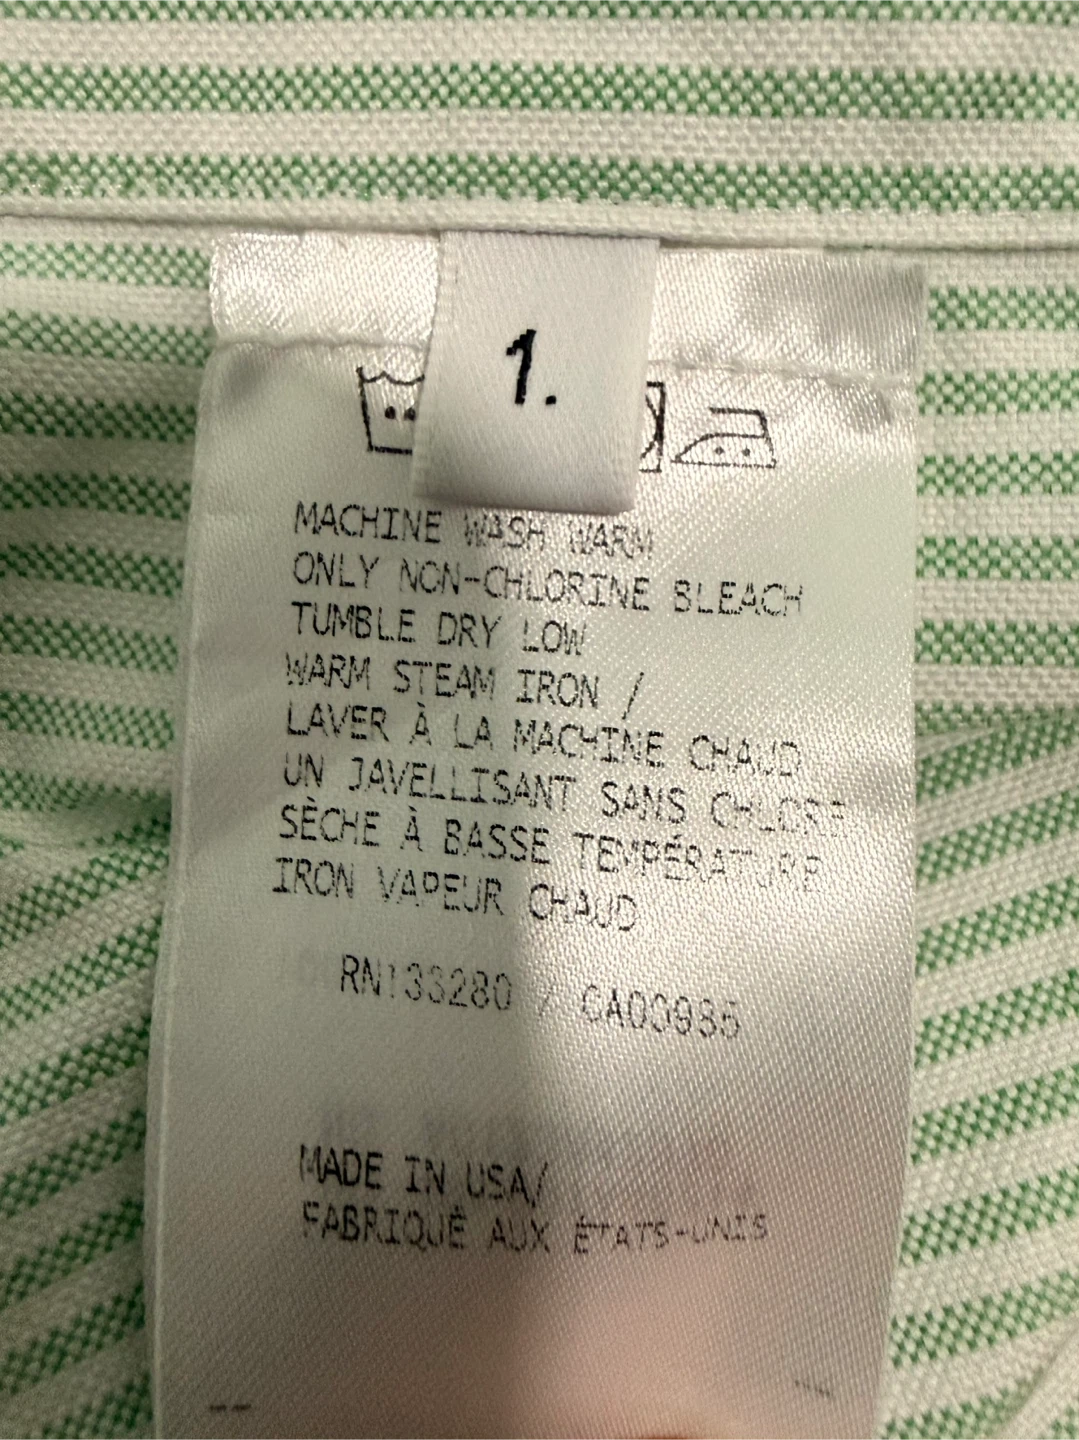 1.
MACHINE WASH WARM
ONLY NON-CHLORINE BLEACH
TUMBLE DRY LOW
WARM STEAM IRON /
LAVER À LA MACHINE CHAUD
UN JAVELLISANT SANS CHLORE
SÈCHE À BASSE TEMPÉRATURE
IRON VAPEUR CHAUD
RN133280 /
MADE IN USA/
FABRIQUÉ AUX ÉTATS-UNIS